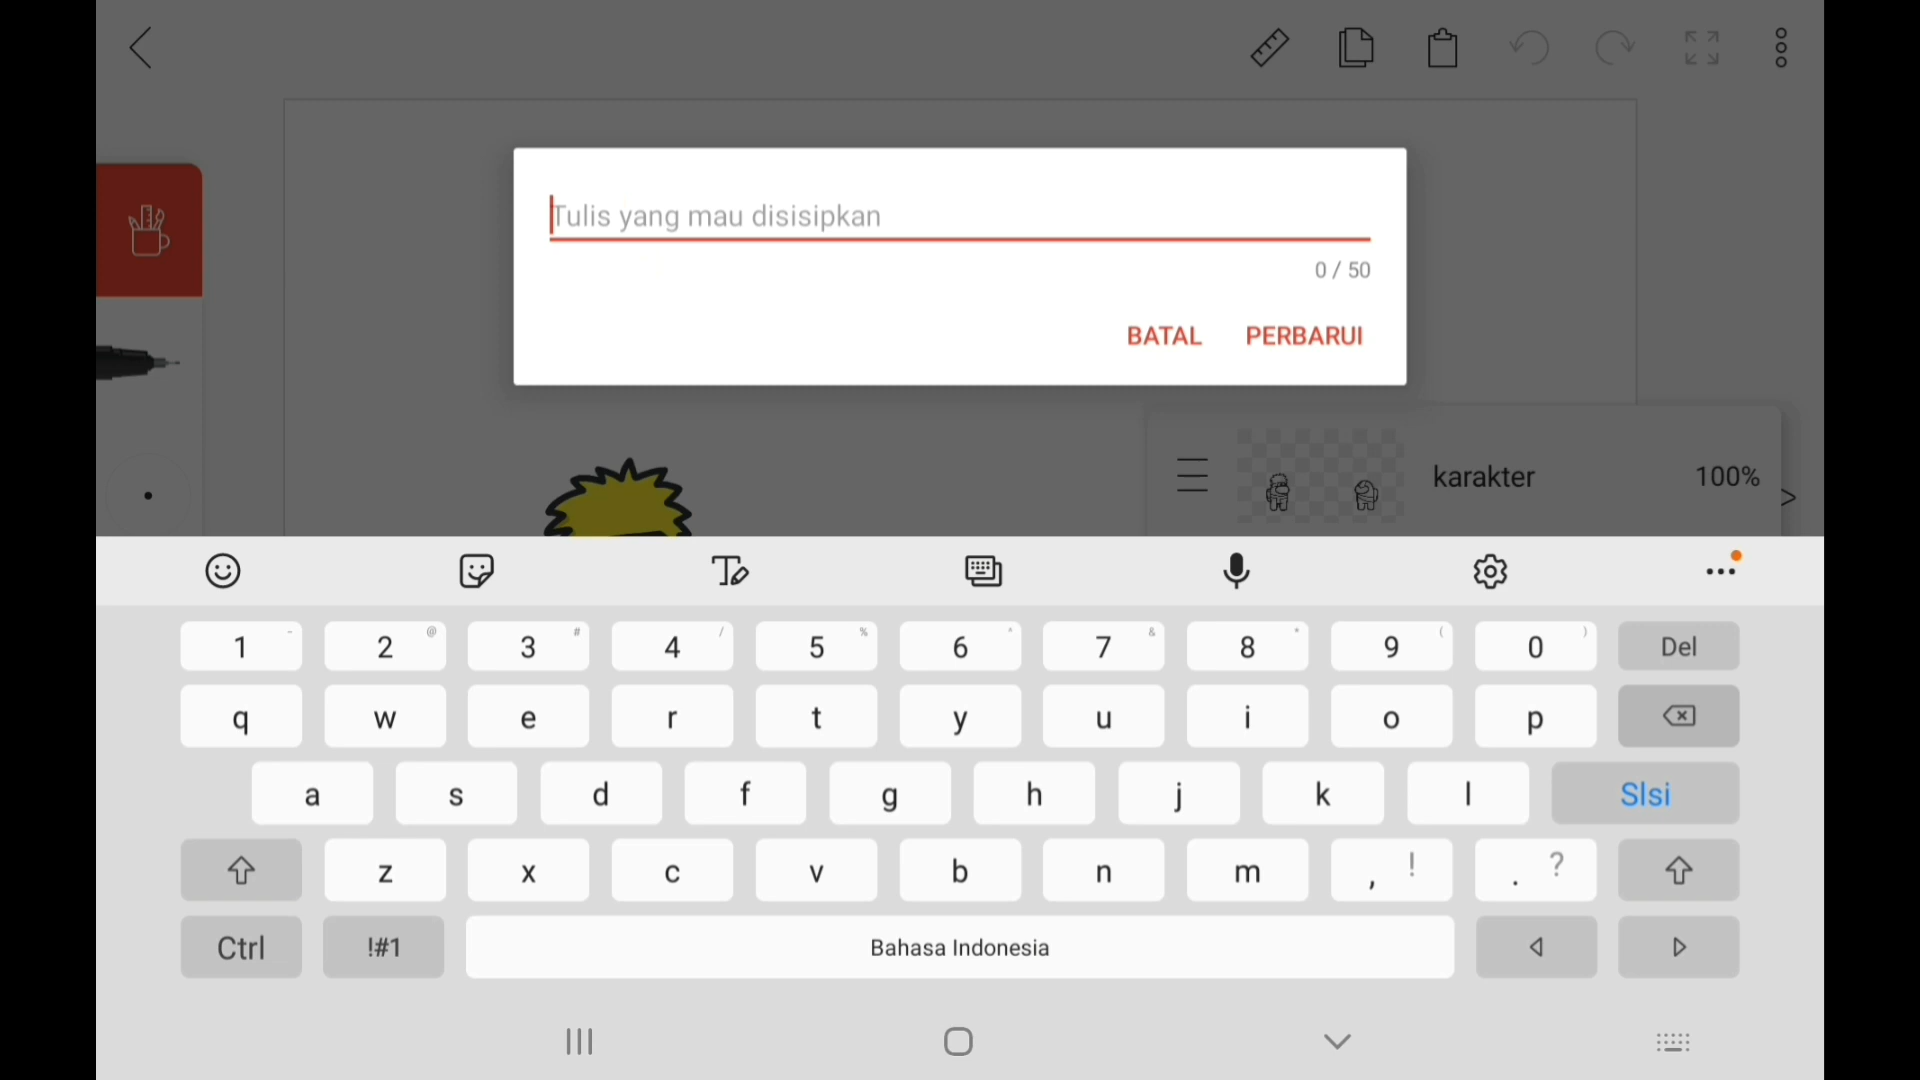 Tulis yang mau disisipkan
0 / 50
BATAL PERBARUI
karakter 100%
1 - 2 @ 3 # 4 / 5 % 6 ^ 7 & 8 * 9 ( 0 ) Del
q w e r t y u i o p
a s d f g h j k l Slsi
z x c v b n m , ! . ?
Ctrl !#1 Bahasa Indonesia